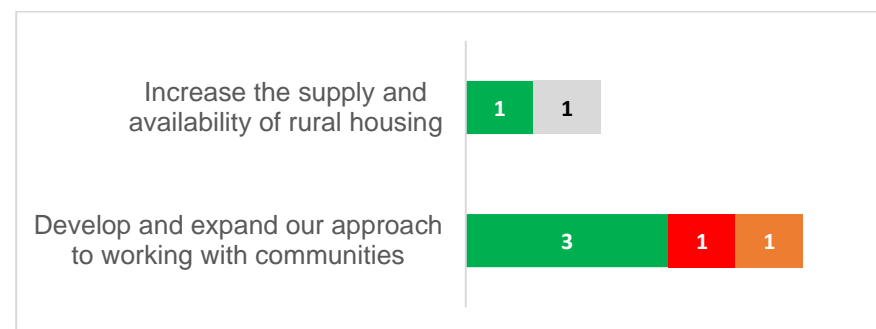 Increase the supply and
availability of rural housing
1 1
Develop and expand our approach
to working with communities
3 1 1